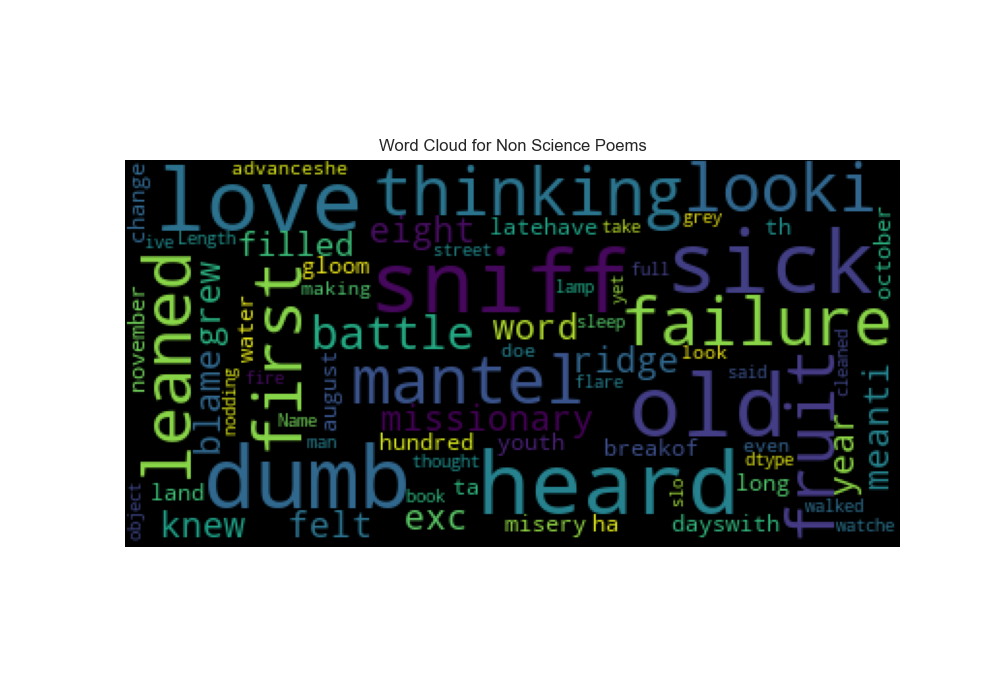 Word Cloud for Non Science Poems
change
advanceshe
love
thinking
looki
ive
Length
filled
eight
latehave
take
grey
th
october
street
gloom
making
sniff
lamp
yet
full
sick
november
leaned
grew
first
water
battle
word
sleep
failure
blame
nodding
fire
august
mantel
doe
ridge
flare
look
said
cleaned
old
fruit
Name
man
missionary
hundred
youth
breakof
even
dtype
year
meanti
object
land
dumb
thought
book
ta
heard
slo
long
knew
felt
exc
misery
ha
dayswith
walked
watche